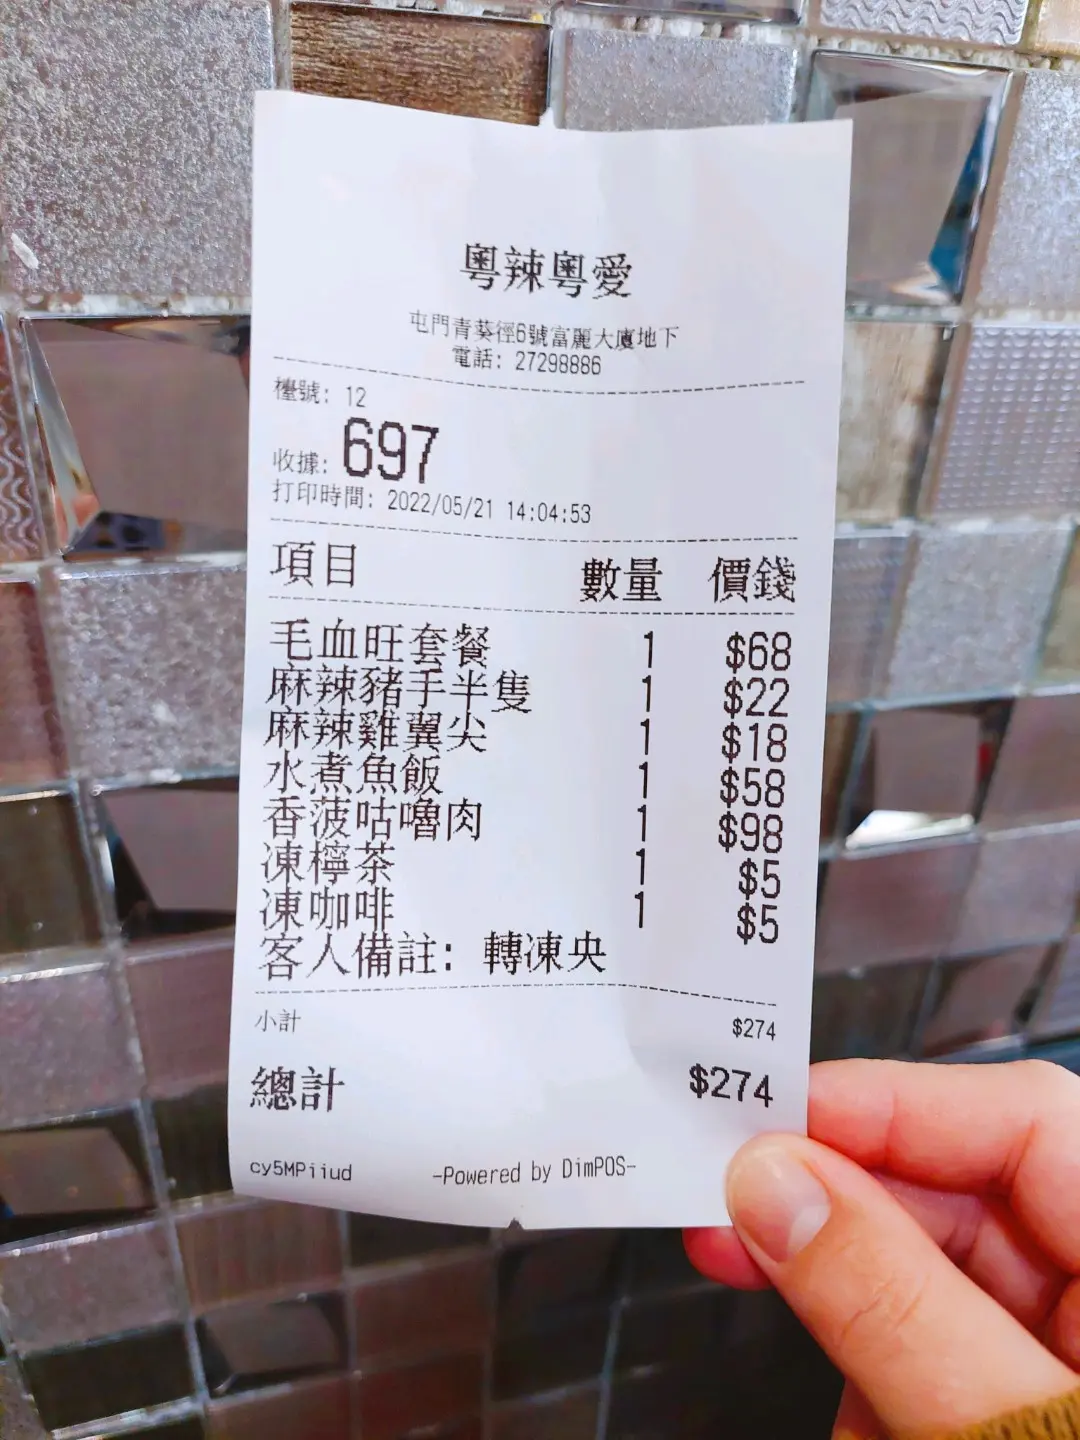 粵辣粵愛
屯門青葵徑6號富麗大廈地下
電話: 27298886
檯號: 12
收據: 697
打印時間: 2022/05/21 14:04:53
項目 數量 價錢
毛血旺套餐 1 $68
麻辣豬手半隻 1 $22
麻辣雞翼尖 1 $18
水煮魚飯 1 $58
香菠咕嚕肉 1 $98
凍檸茶 1 $5
凍咖啡 1 $5
客人備註: 轉凍央
小計 $274
總計 $274
cy5MPiiud -Powered by DimPOS-